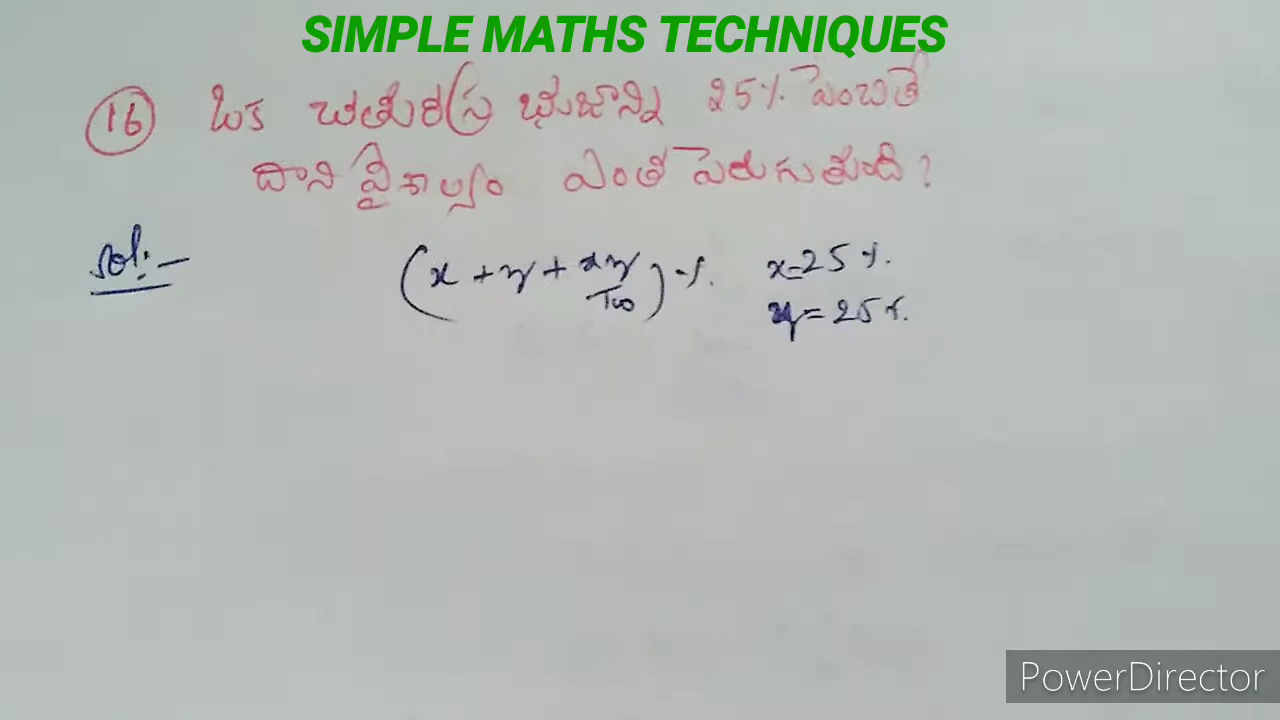 SIMPLE MATHS TECHNIQUES
16 ఒక చతురస్ర భుజాన్ని 25% పెంచితే
దాని వైశాల్యం ఎంత పెరుగుతుంది?
Sol:- (x + y + xy/100)% x=25%
y=25%
PowerDirector